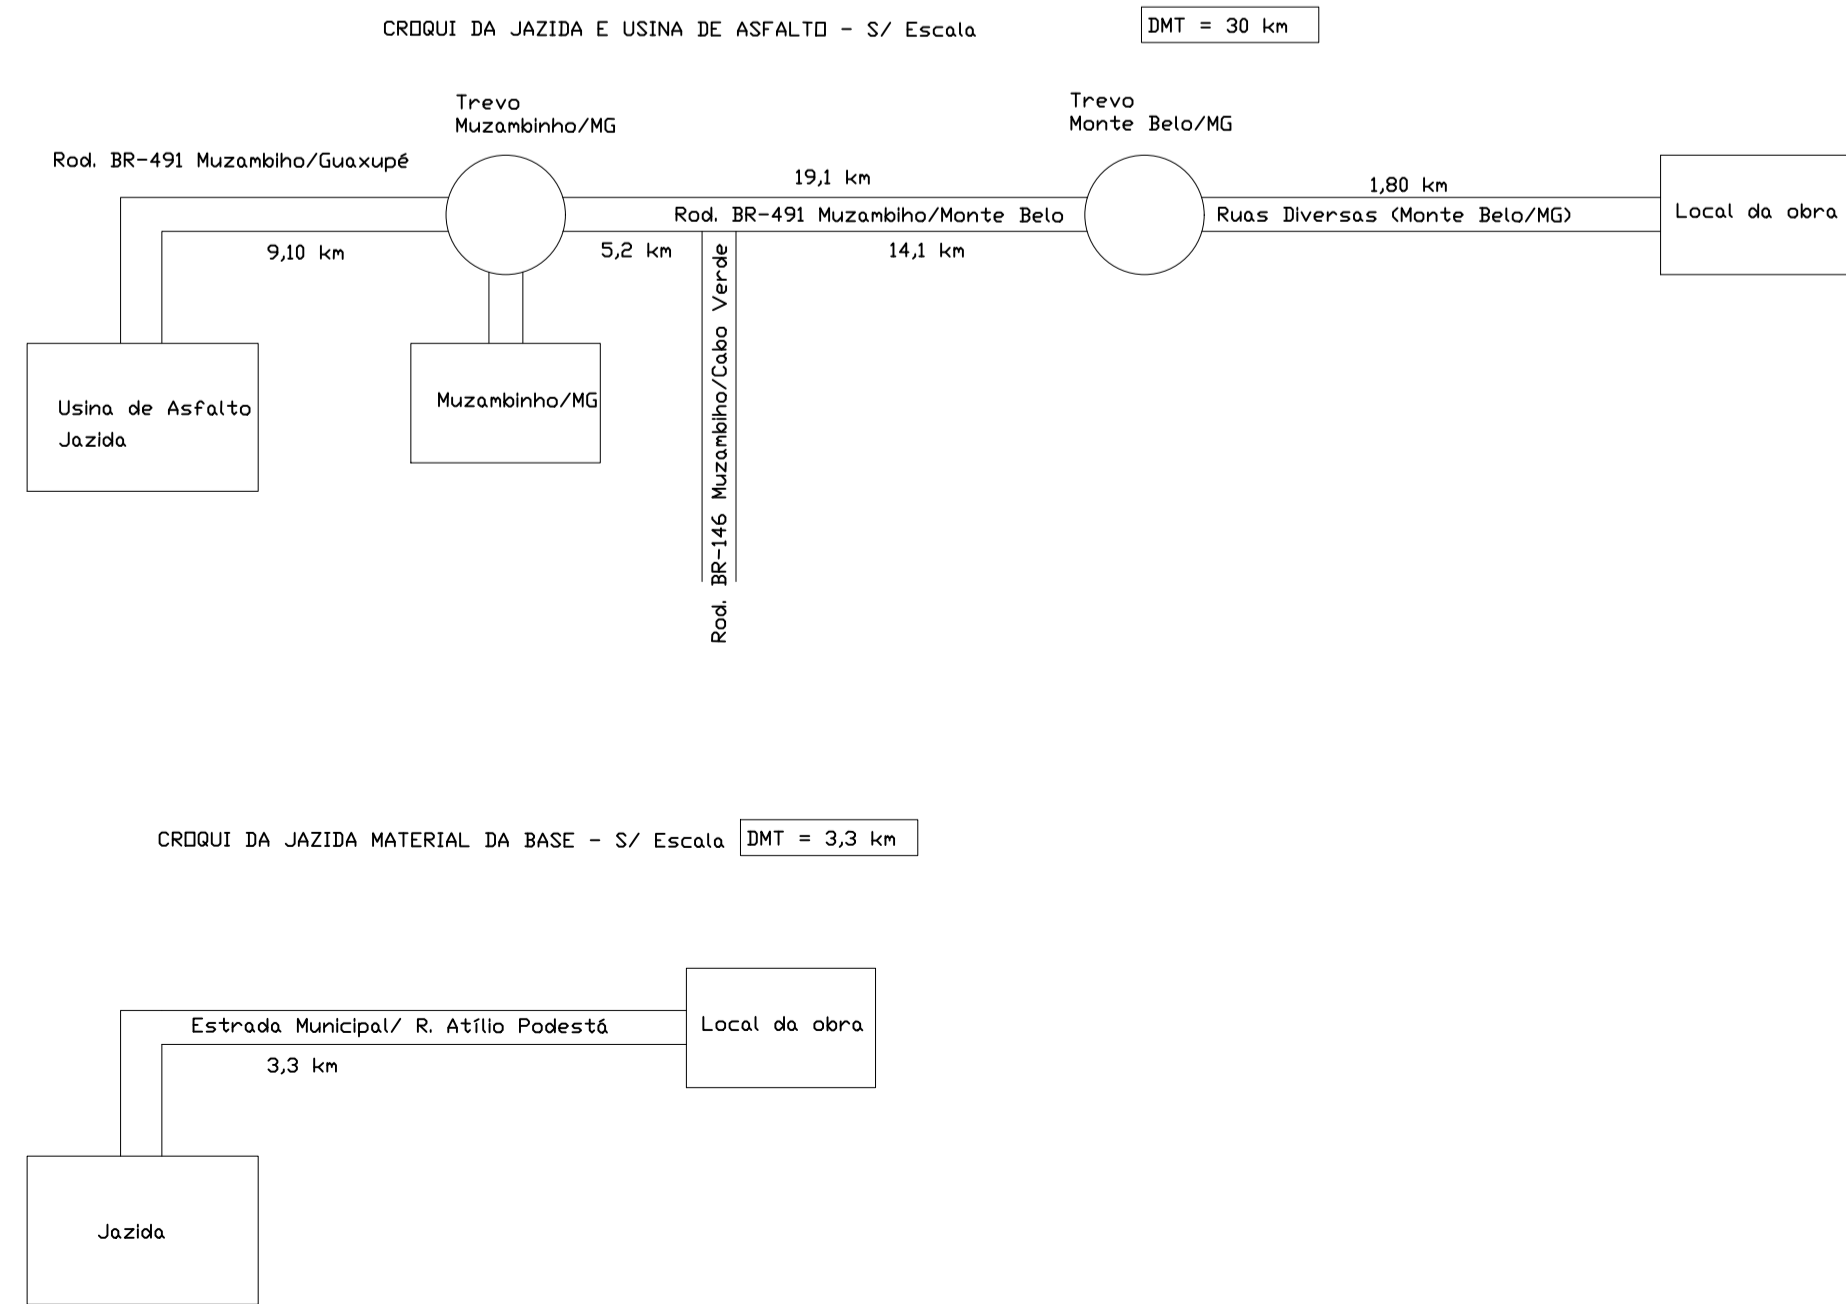 CROQUI DA JAZIDA E USINA DE ASFALTO - S/ Escala
DMT = 30 km
Trevo
Muzambinho/MG
Trevo
Monte Belo/MG
Rod. BR-491 Muzambiho/Guaxupé
19,1 km
1,80 km
Rod. BR-491 Muzambiho/Monte Belo
Ruas Diversas (Monte Belo/MG)
Local da obra
9,10 km
5,2 km
14,1 km
Rod. BR-146 Muzambiho/Cabo Verde
Usina de Asfalto
Jazida
Muzambinho/MG
CROQUI DA JAZIDA MATERIAL DA BASE - S/ Escala
DMT = 3,3 km
Estrada Municipal/ R. Atílio Podestá
Local da obra
3,3 km
Jazida